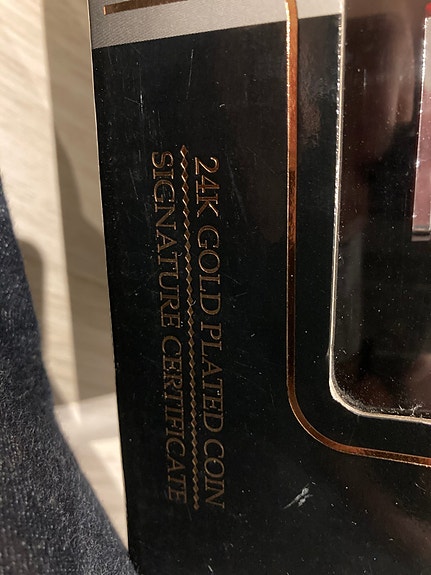 24K GOLD PLATED COIN
SIGNATURE CERTIFICATE